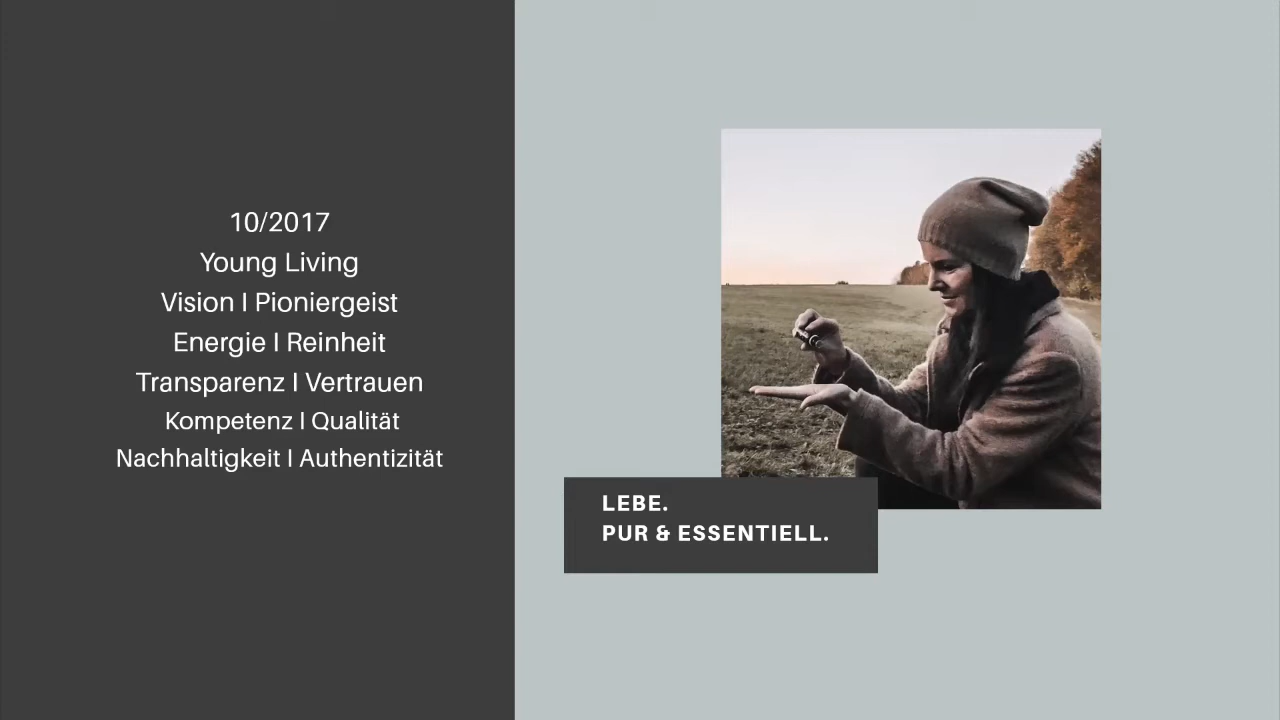 10/2017
Young Living
Vision I Pioniergeist
Energie I Reinheit
Transparenz I Vertrauen
Kompetenz I Qualität
Nachhaltigkeit I Authentizität
LEBE.
PUR & ESSENTIELL.